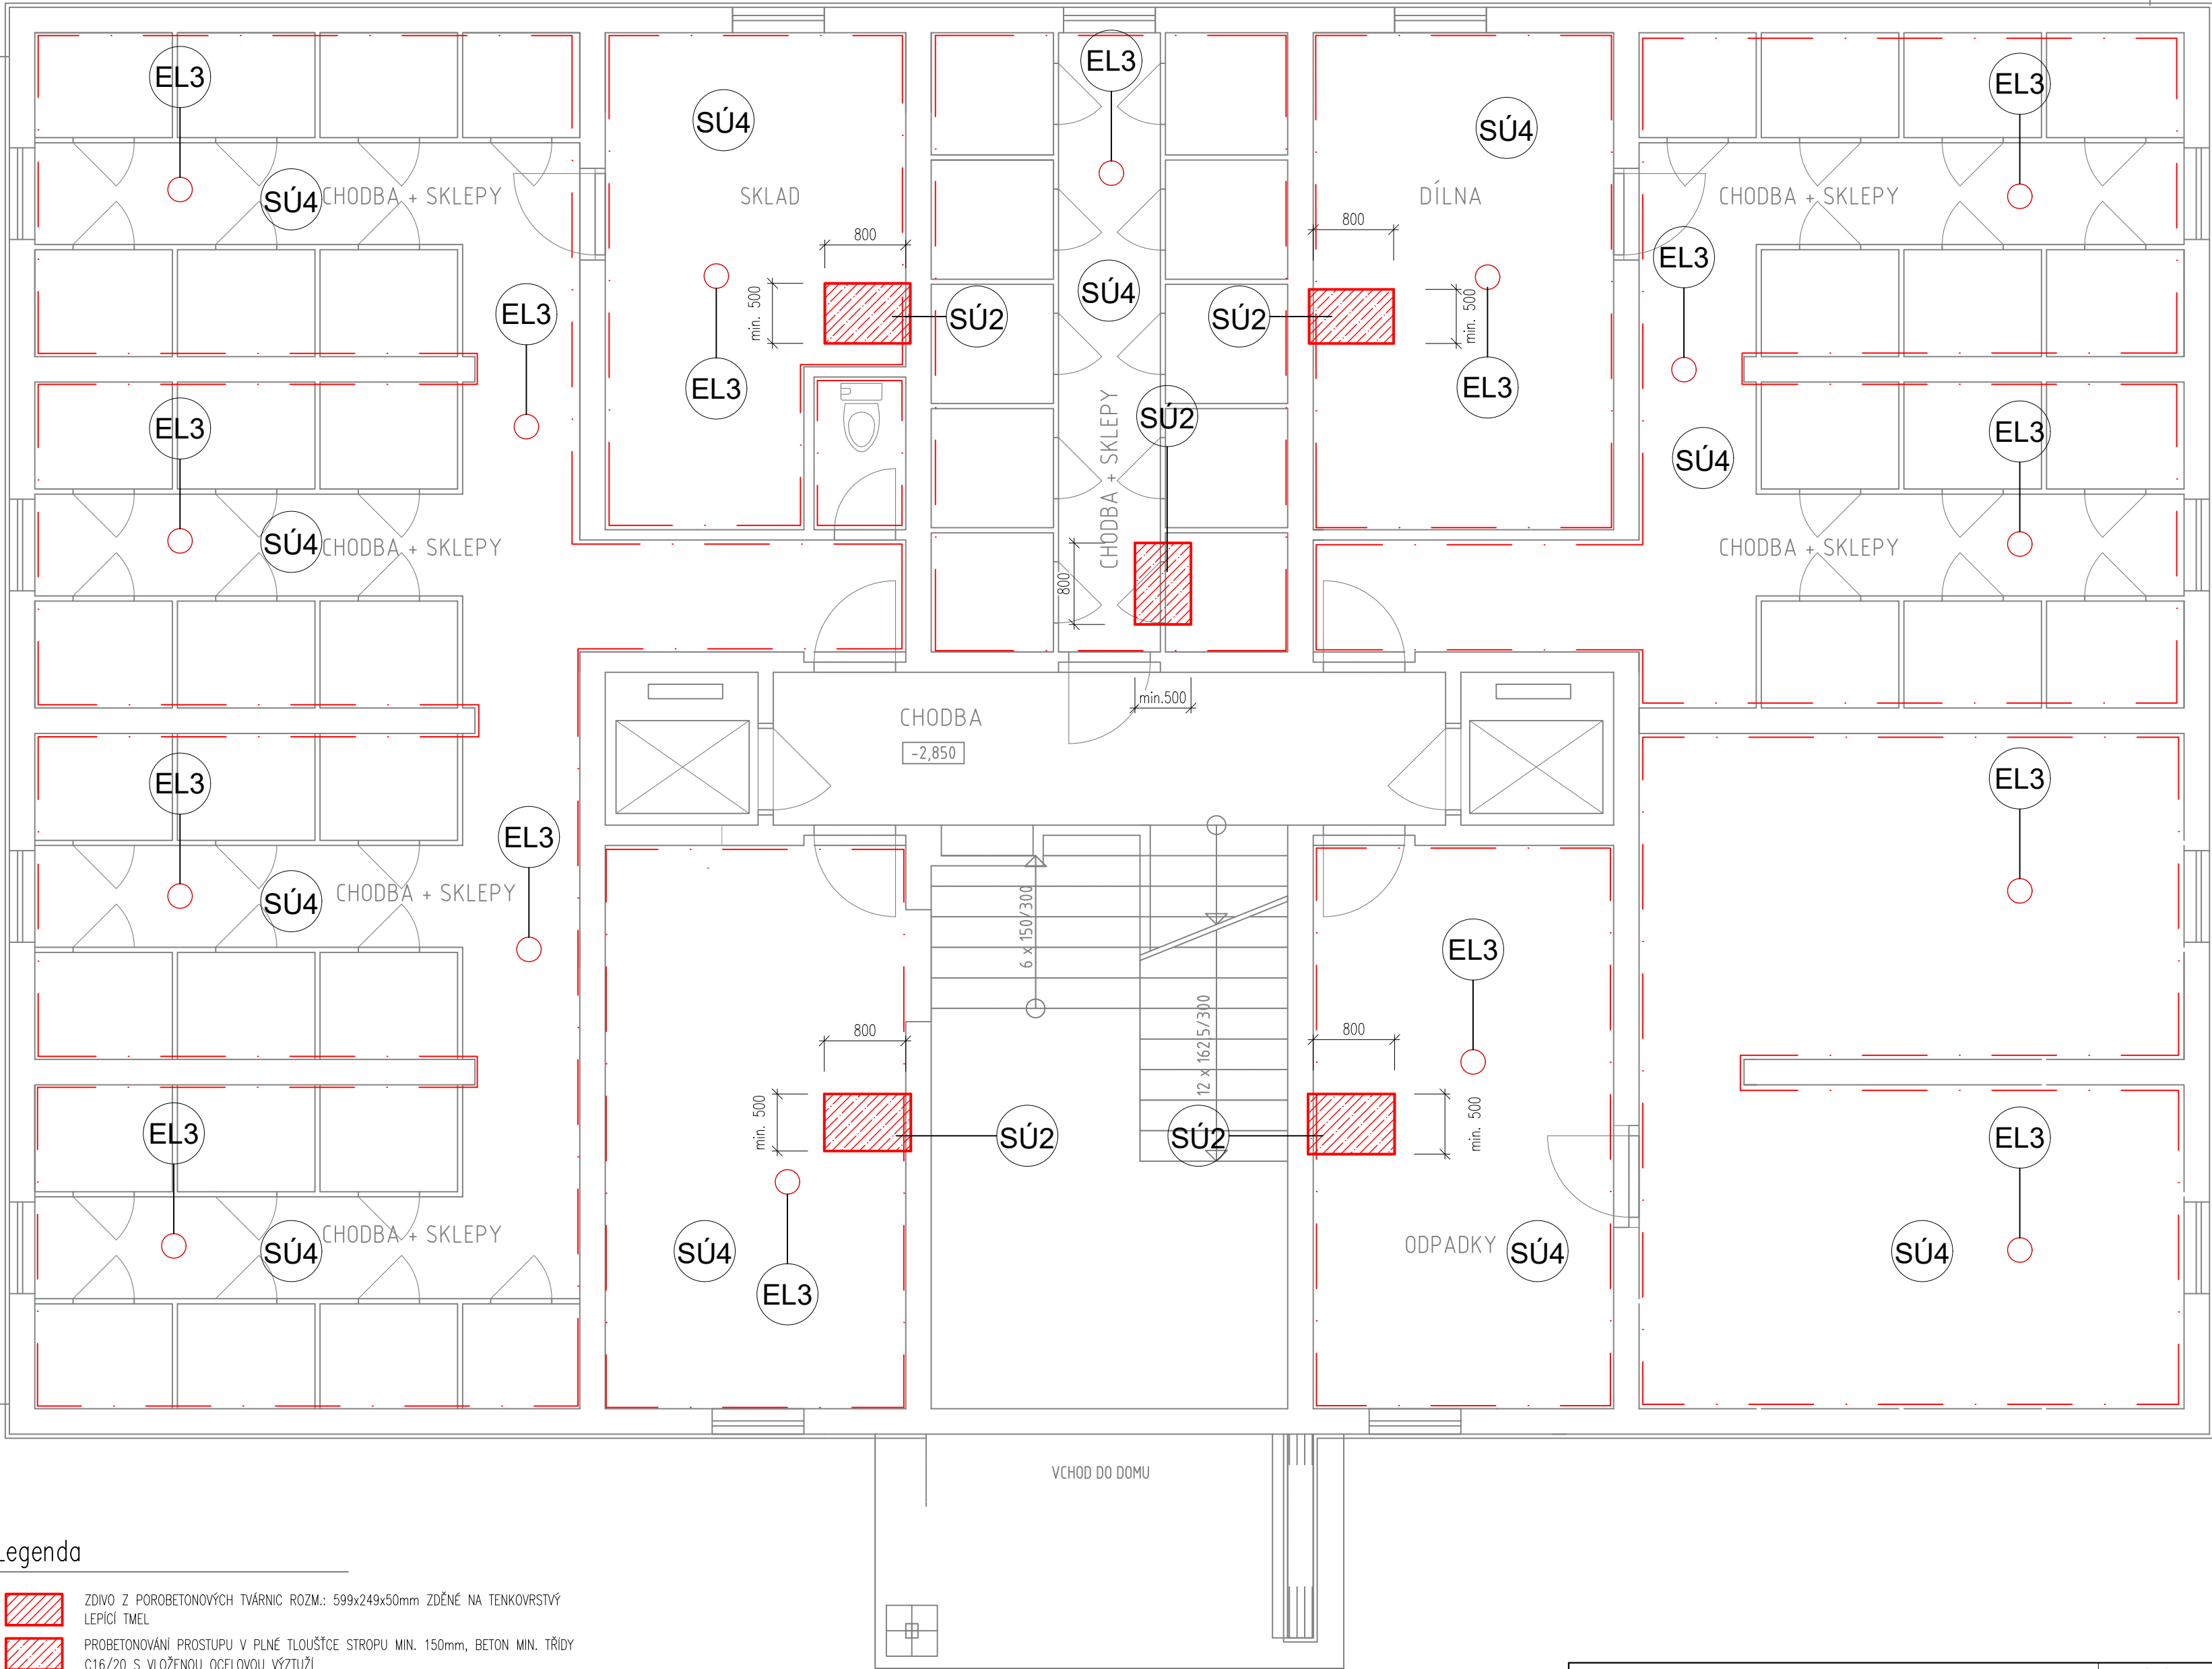 EL3
EL3
EL3
SÚ4
SÚ4
SKLAD
DÍLNA
SÚ4
CHODBA + SKLEPY
CHODBA + SKLEPY
800
800
EL3
EL3
SÚ4
min. 500
SÚ2
SÚ2
min. 500
EL3
EL3
EL3
SÚ2
EL3
SÚ4
CHODBA + SKLEPY
SÚ4
CHODBA + SKLEPY
CHODBA + SKLEPY
800
min.500
CHODBA
-2,850
EL3
EL3
EL3
SÚ4
CHODBA + SKLEPY
6 x 150/300
EL3
12 x 162,5/300
800
800
min. 500
min. 500
EL3
SÚ2
SÚ2
EL3
SÚ4
CHODBA + SKLEPY
SÚ4
ODPADKY
SÚ4
SÚ4
EL3
VCHOD DO DOMU
Legenda
ZDIVO Z POROBETONOVÝCH TVÁRNIC ROZM.: 599x249x50mm ZDĚNÉ NA TENKOVRSTVÝ
LEPÍCÍ TMEL
PROBETONOVÁNÍ PROSTUPU V PLNÉ TLOUŠŤCE STROPU MIN. 150mm, BETON MIN. TŘÍDY
C16/20 S VLOŽENOU OCELOVOU VÝZTUŽÍ